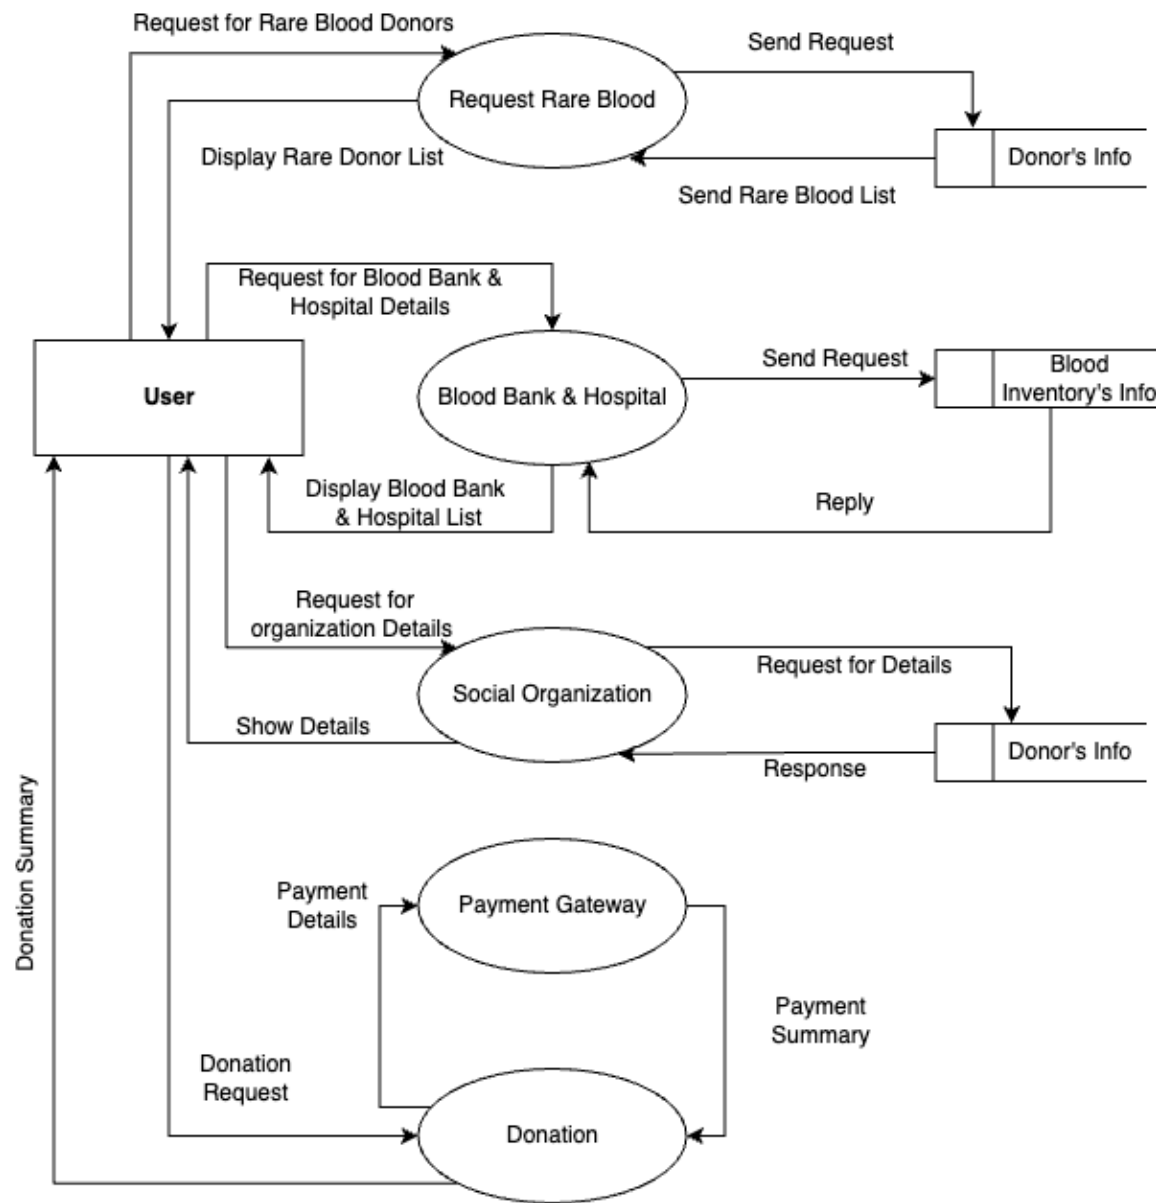 Request for Rare Blood Donors
Send Request
Request Rare Blood
Display Rare Donor List
Donor's Info
Send Rare Blood List
Request for Blood Bank &
Hospital Details
Send Request
Blood
Inventory's Info
User
Blood Bank & Hospital
Display Blood Bank
& Hospital List
Reply
Request for
organization Details
Request for Details
Social Organization
Show Details
Donor's Info
Response
Donation Summary
Payment
Details
Payment Gateway
Payment
Summary
Donation
Request
Donation